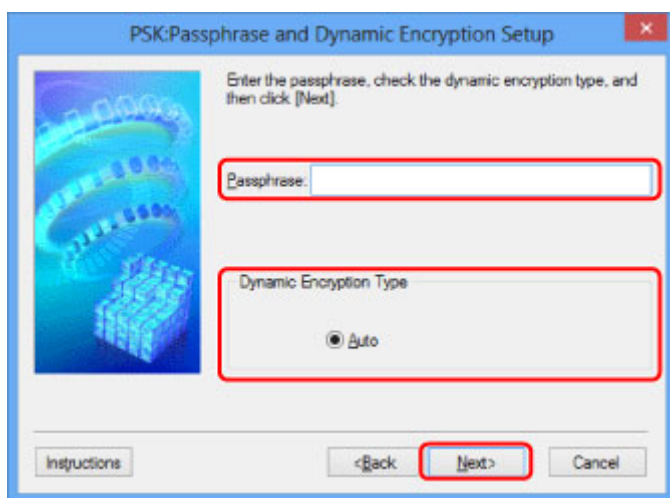 PSK:Passphrase and Dynamic Encryption Setup
Enter the passphrase, check the dynamic encryption type, and
then click [Next].
Passphrase:
Dynamic Encryption Type
Auto
Instructions
<Back
Next>
Cancel